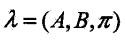 λ = (A, B, π)